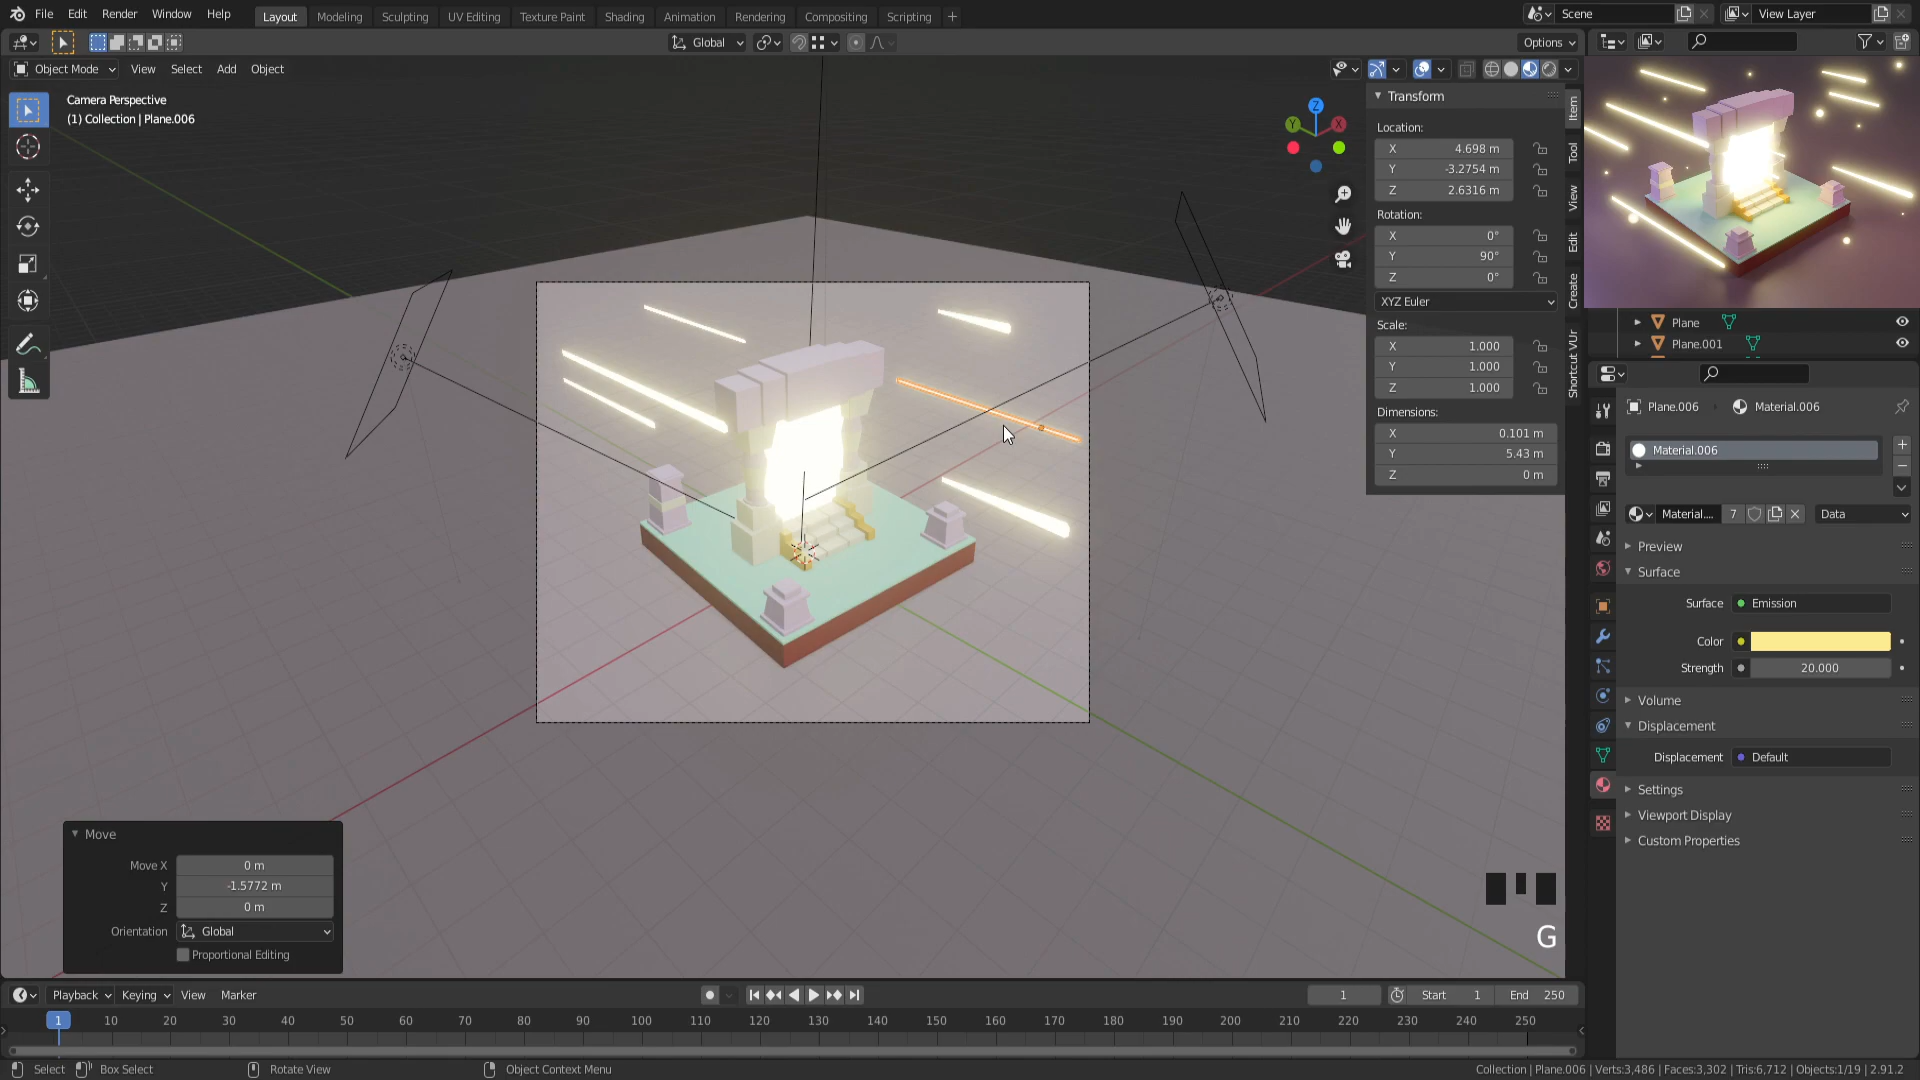 File Edit Render Window Help Layout Modeling Sculpting UV Editing Texture Paint Shading Animation Rendering Compositing Scripting + Scene View Layer
Global Options
Object Mode View Select Add Object
Camera Perspective
(1) Collection | Plane.006
Z
Y
X
Transform
Location:
X 4.698 m
Y -3.2754 m
Z 2.6316 m
Rotation:
X 0°
Y 90°
Z 0°
XYZ Euler
Scale:
X 1.000
Y 1.000
Z 1.000
Dimensions:
X 0.101 m
Y 5.43 m
Z 0 m
Item
Tool
View
Edit
Create
Shortcut VUr
Plane
Plane.001
Plane.006 Material.006
Material.006
Material.... 7 Data
Preview
Surface
Surface Emission
Color
Strength 20.000
Volume
Displacement
Displacement Default
Settings
Viewport Display
Custom Properties
Move
Move X 0 m
Y -1.5772 m
Z 0 m
Orientation Global
Proportional Editing
G
Playback Keying View Marker 1 Start 1 End 250
1 10 20 30 40 50 60 70 80 90 100 110 120 130 140 150 160 170 180 190 200 210 220 230 240 250
Select Box Select Rotate View Object Context Menu Collection | Plane.006 | Verts:3,486 | Faces:3,302 | Tris:6,712 | Objects:1/19 | 2.91.2